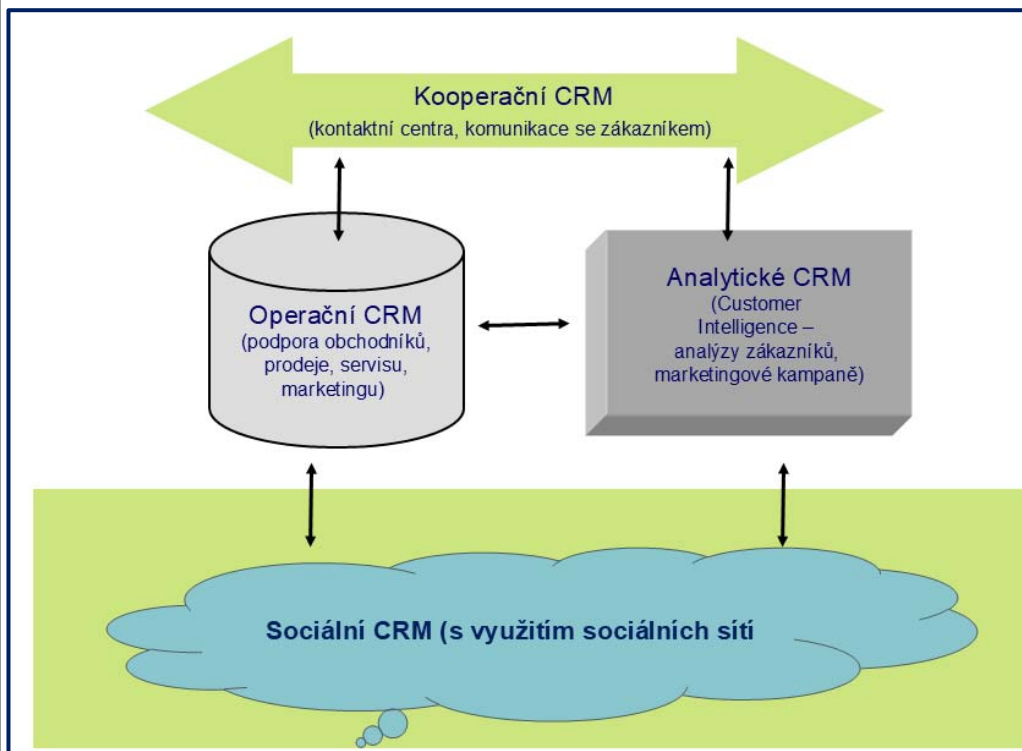 Kooperační CRM
(kontaktní centra, komunikace se zákazníkem)
Operační CRM
(podpora obchodníků,
prodeje, servisu,
marketingu)
Analytické CRM
(Customer
Intelligence –
analýzy zákazníků,
marketingové kampaně)
Sociální CRM (s využitím sociálních sítí